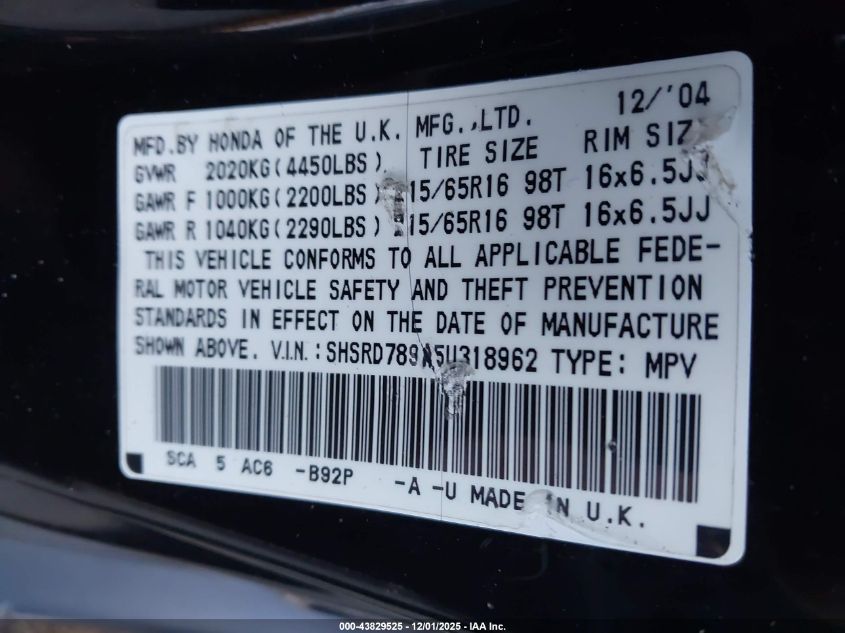 12/'04
MFD.BY HONDA OF THE U.K. MFG.,LTD.
GVWR 2020KG(4450LBS) TIRE SIZE RIM SIZ
GAWR F 1000KG(2200LBS) 15/65R16 98T 16x6.5JJ
GAWR R 1040KG(2290LBS) 15/65R16 98T 16x6.5JJ
THIS VEHICLE CONFORMS TO ALL APPLICABLE FEDE-
RAL MOTOR VEHICLE SAFETY AND THEFT PREVENTION
STANDARDS IN EFFECT ON THE DATE OF MANUFACTURE
SHOWN ABOVE. V.I.N.: SHSRD789A5U318962 TYPE: MPV
SCA 5 AC6 -B92P -A -U MADE IN U.K.
000-43829525 - 12/01/2025 - IAA Inc.